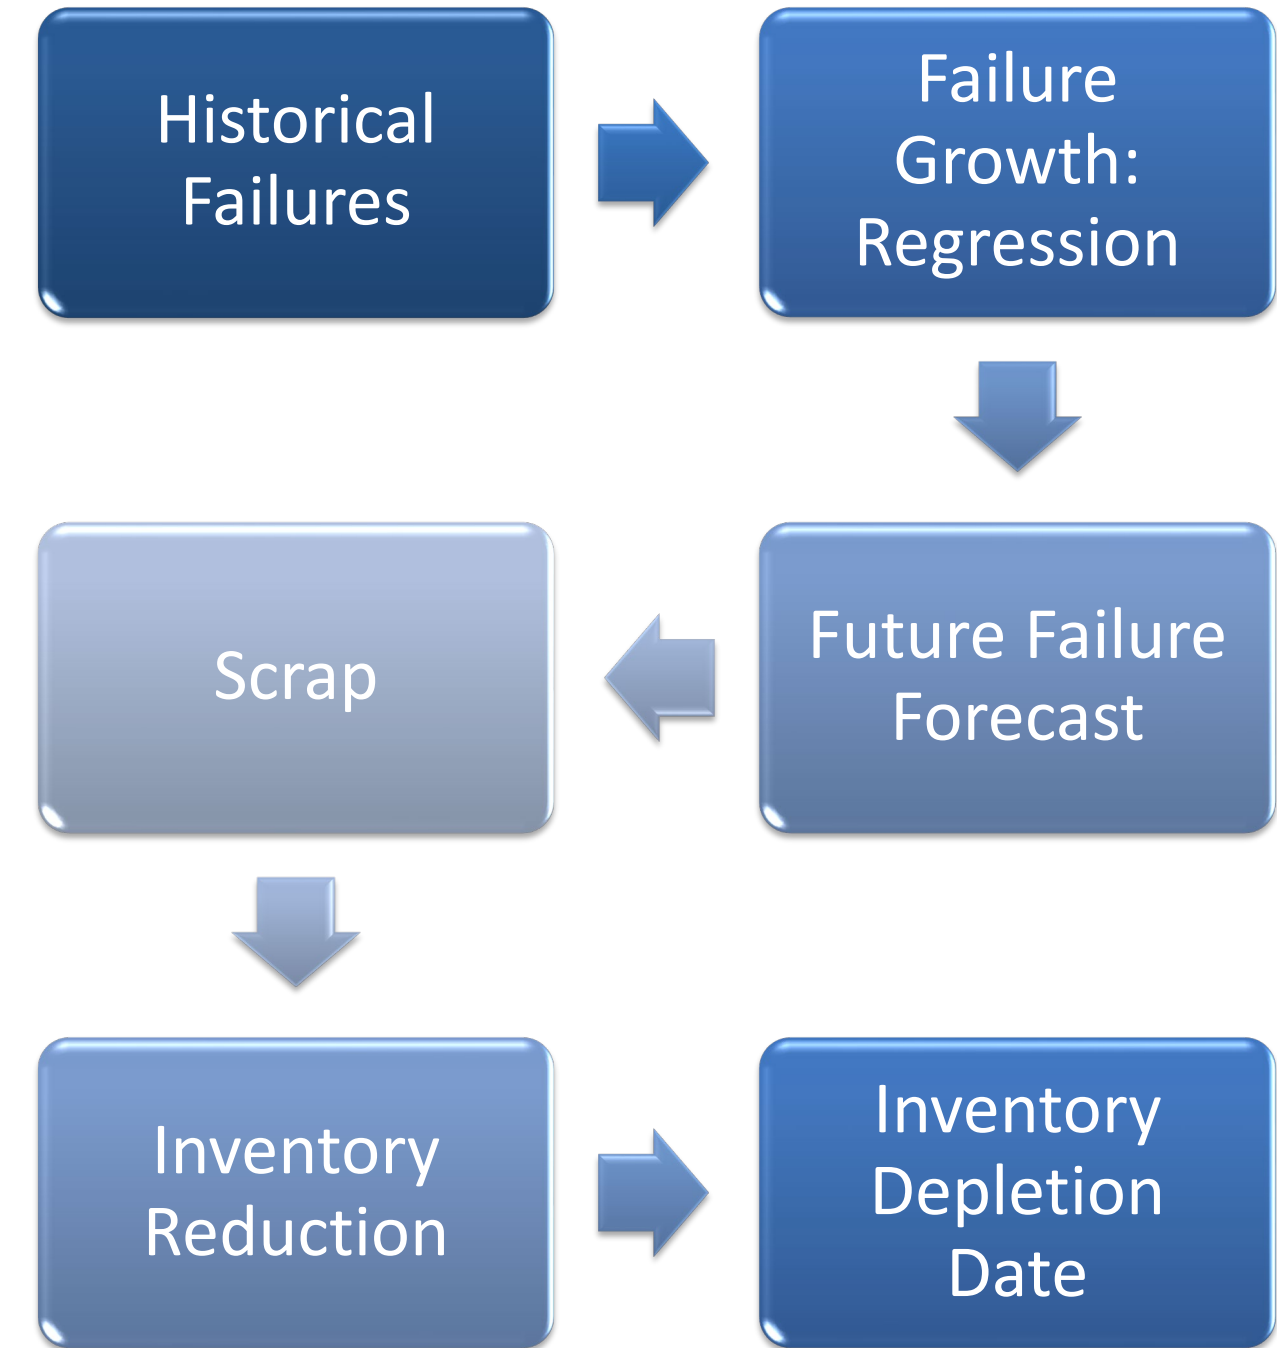 Historical
Failures
Failure
Growth:
Regression
Future Failure
Forecast
Scrap
Inventory
Reduction
Inventory
Depletion
Date